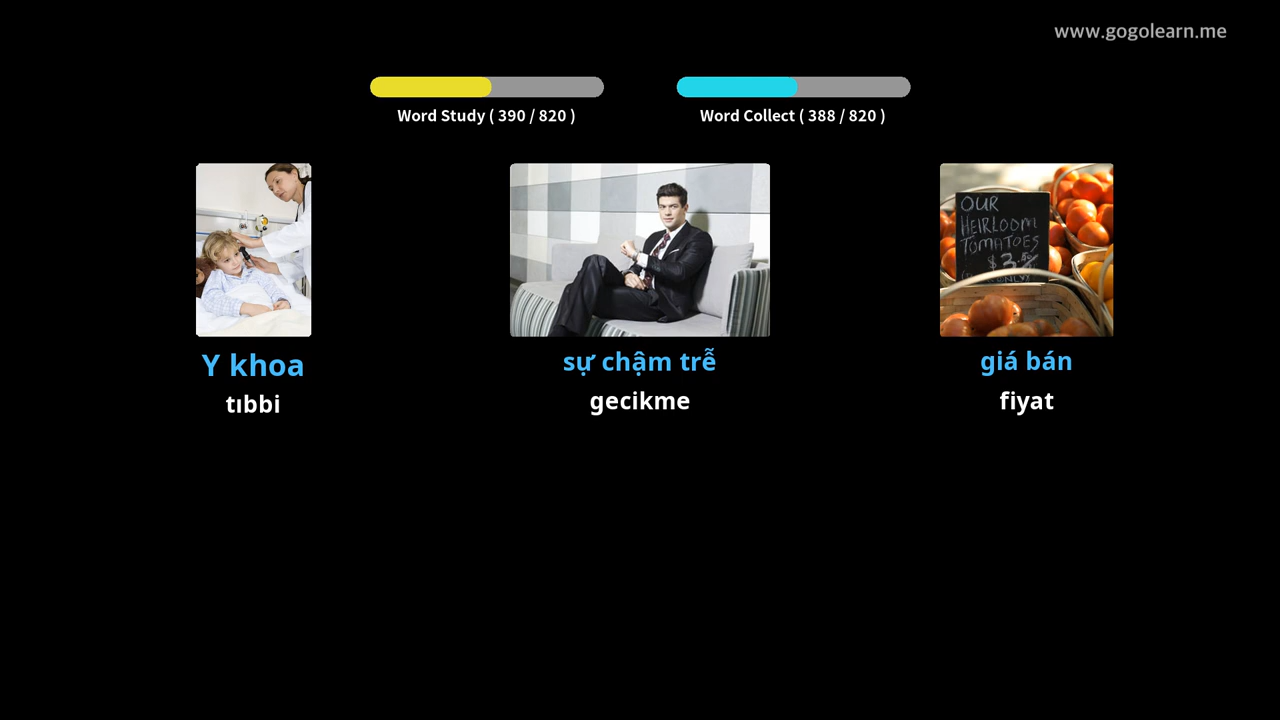 www.gogolearn.me
Word Study ( 390 / 820 )
Word Collect ( 388 / 820 )
OUR
HEIRLOOM
TOMATOES
$3.
Y khoa
sự chậm trễ
giá bán
tıbbi
gecikme
fiyat